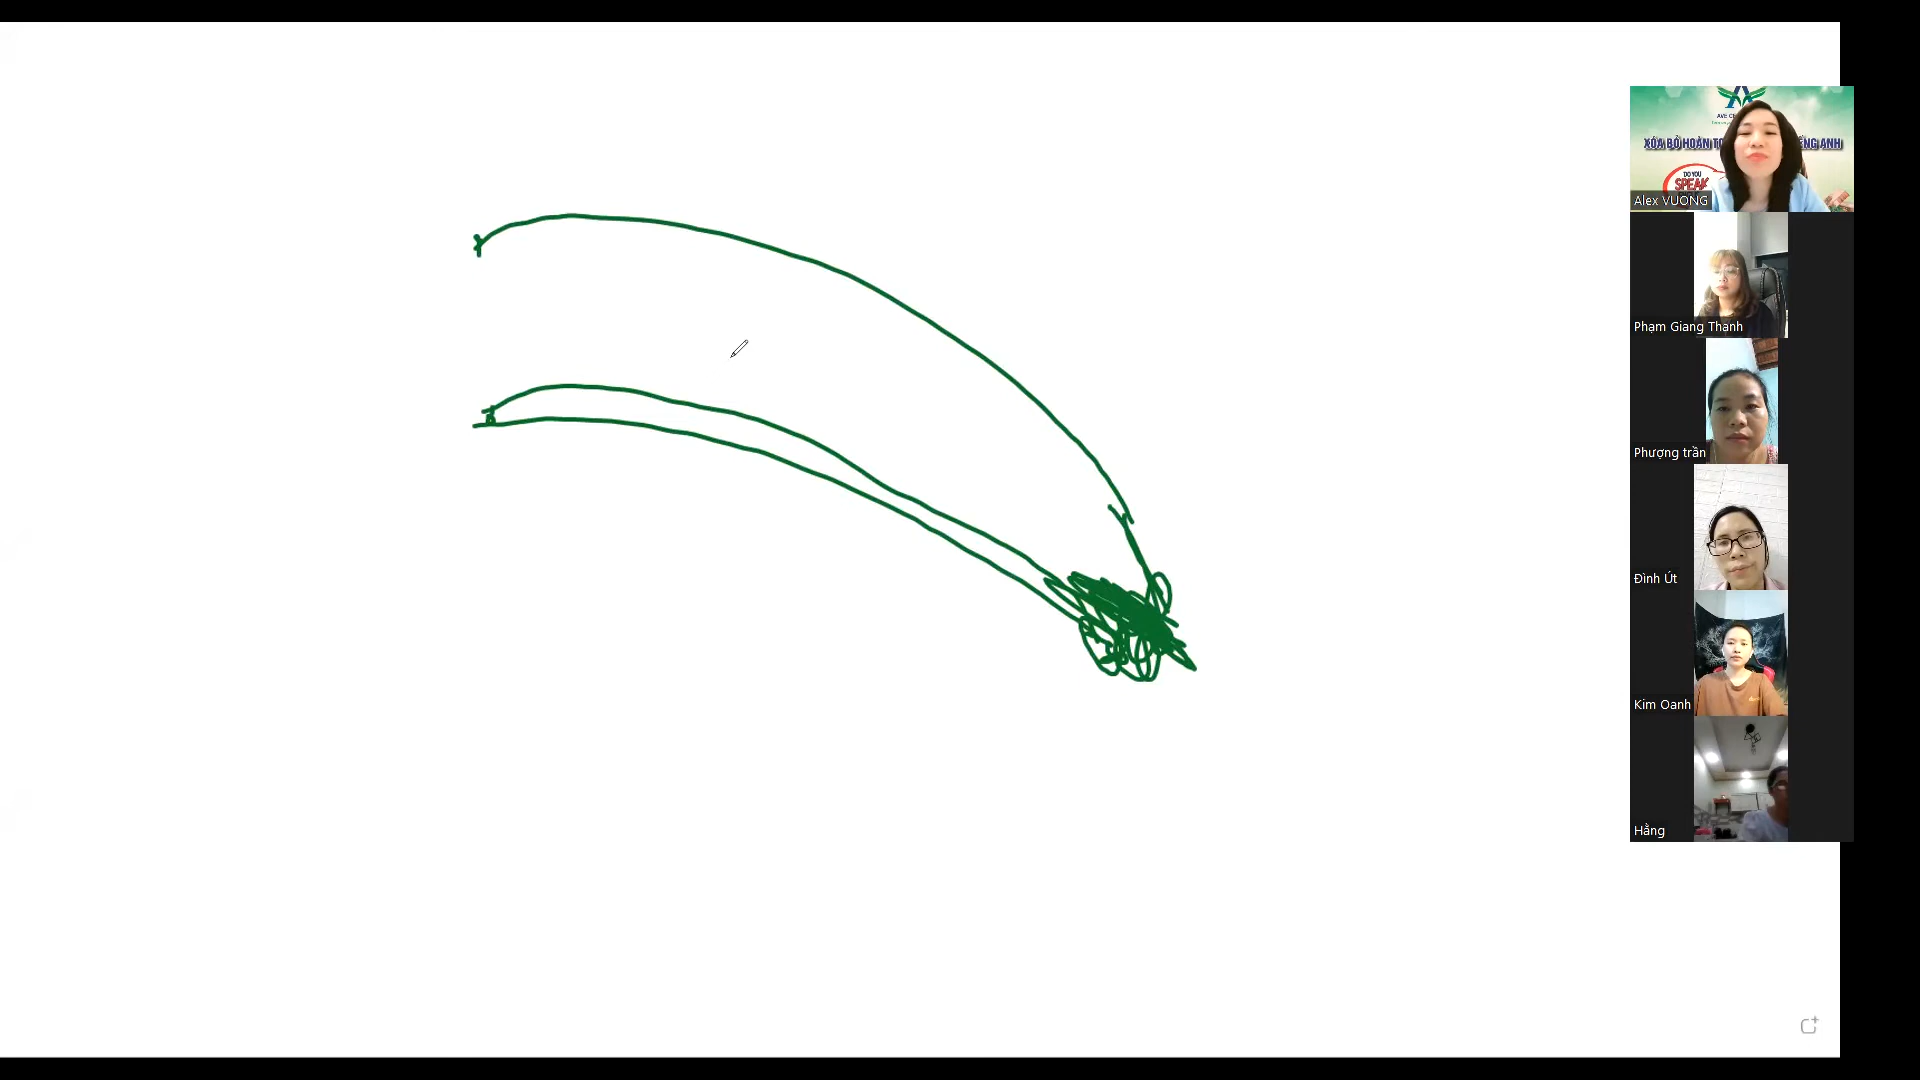 XÓA BỎ HOÀN TO
ẾNG ANH
DO YOU
SPEAK
Alex VUONG
Phạm Giang Thanh
Phượng trần
Đình Út
Kim Oanh
Hằng